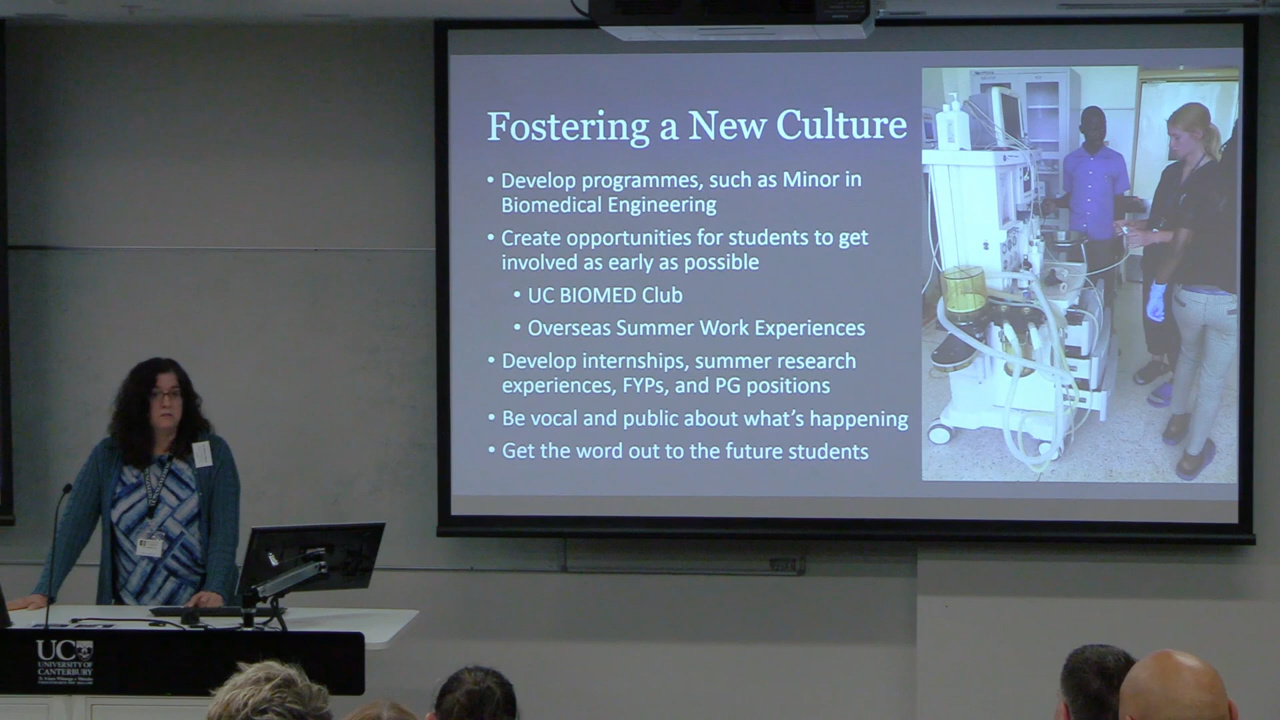 Fostering a New Culture
• Develop programmes, such as Minor in
Biomedical Engineering
• Create opportunities for students to get
involved as early as possible
• UC BIOMED Club
• Overseas Summer Work Experiences
• Develop internships, summer research
experiences, FYPs, and PG positions
• Be vocal and public about what's happening
• Get the word out to the future students
UC
UNIVERSITY OF
CANTERBURY